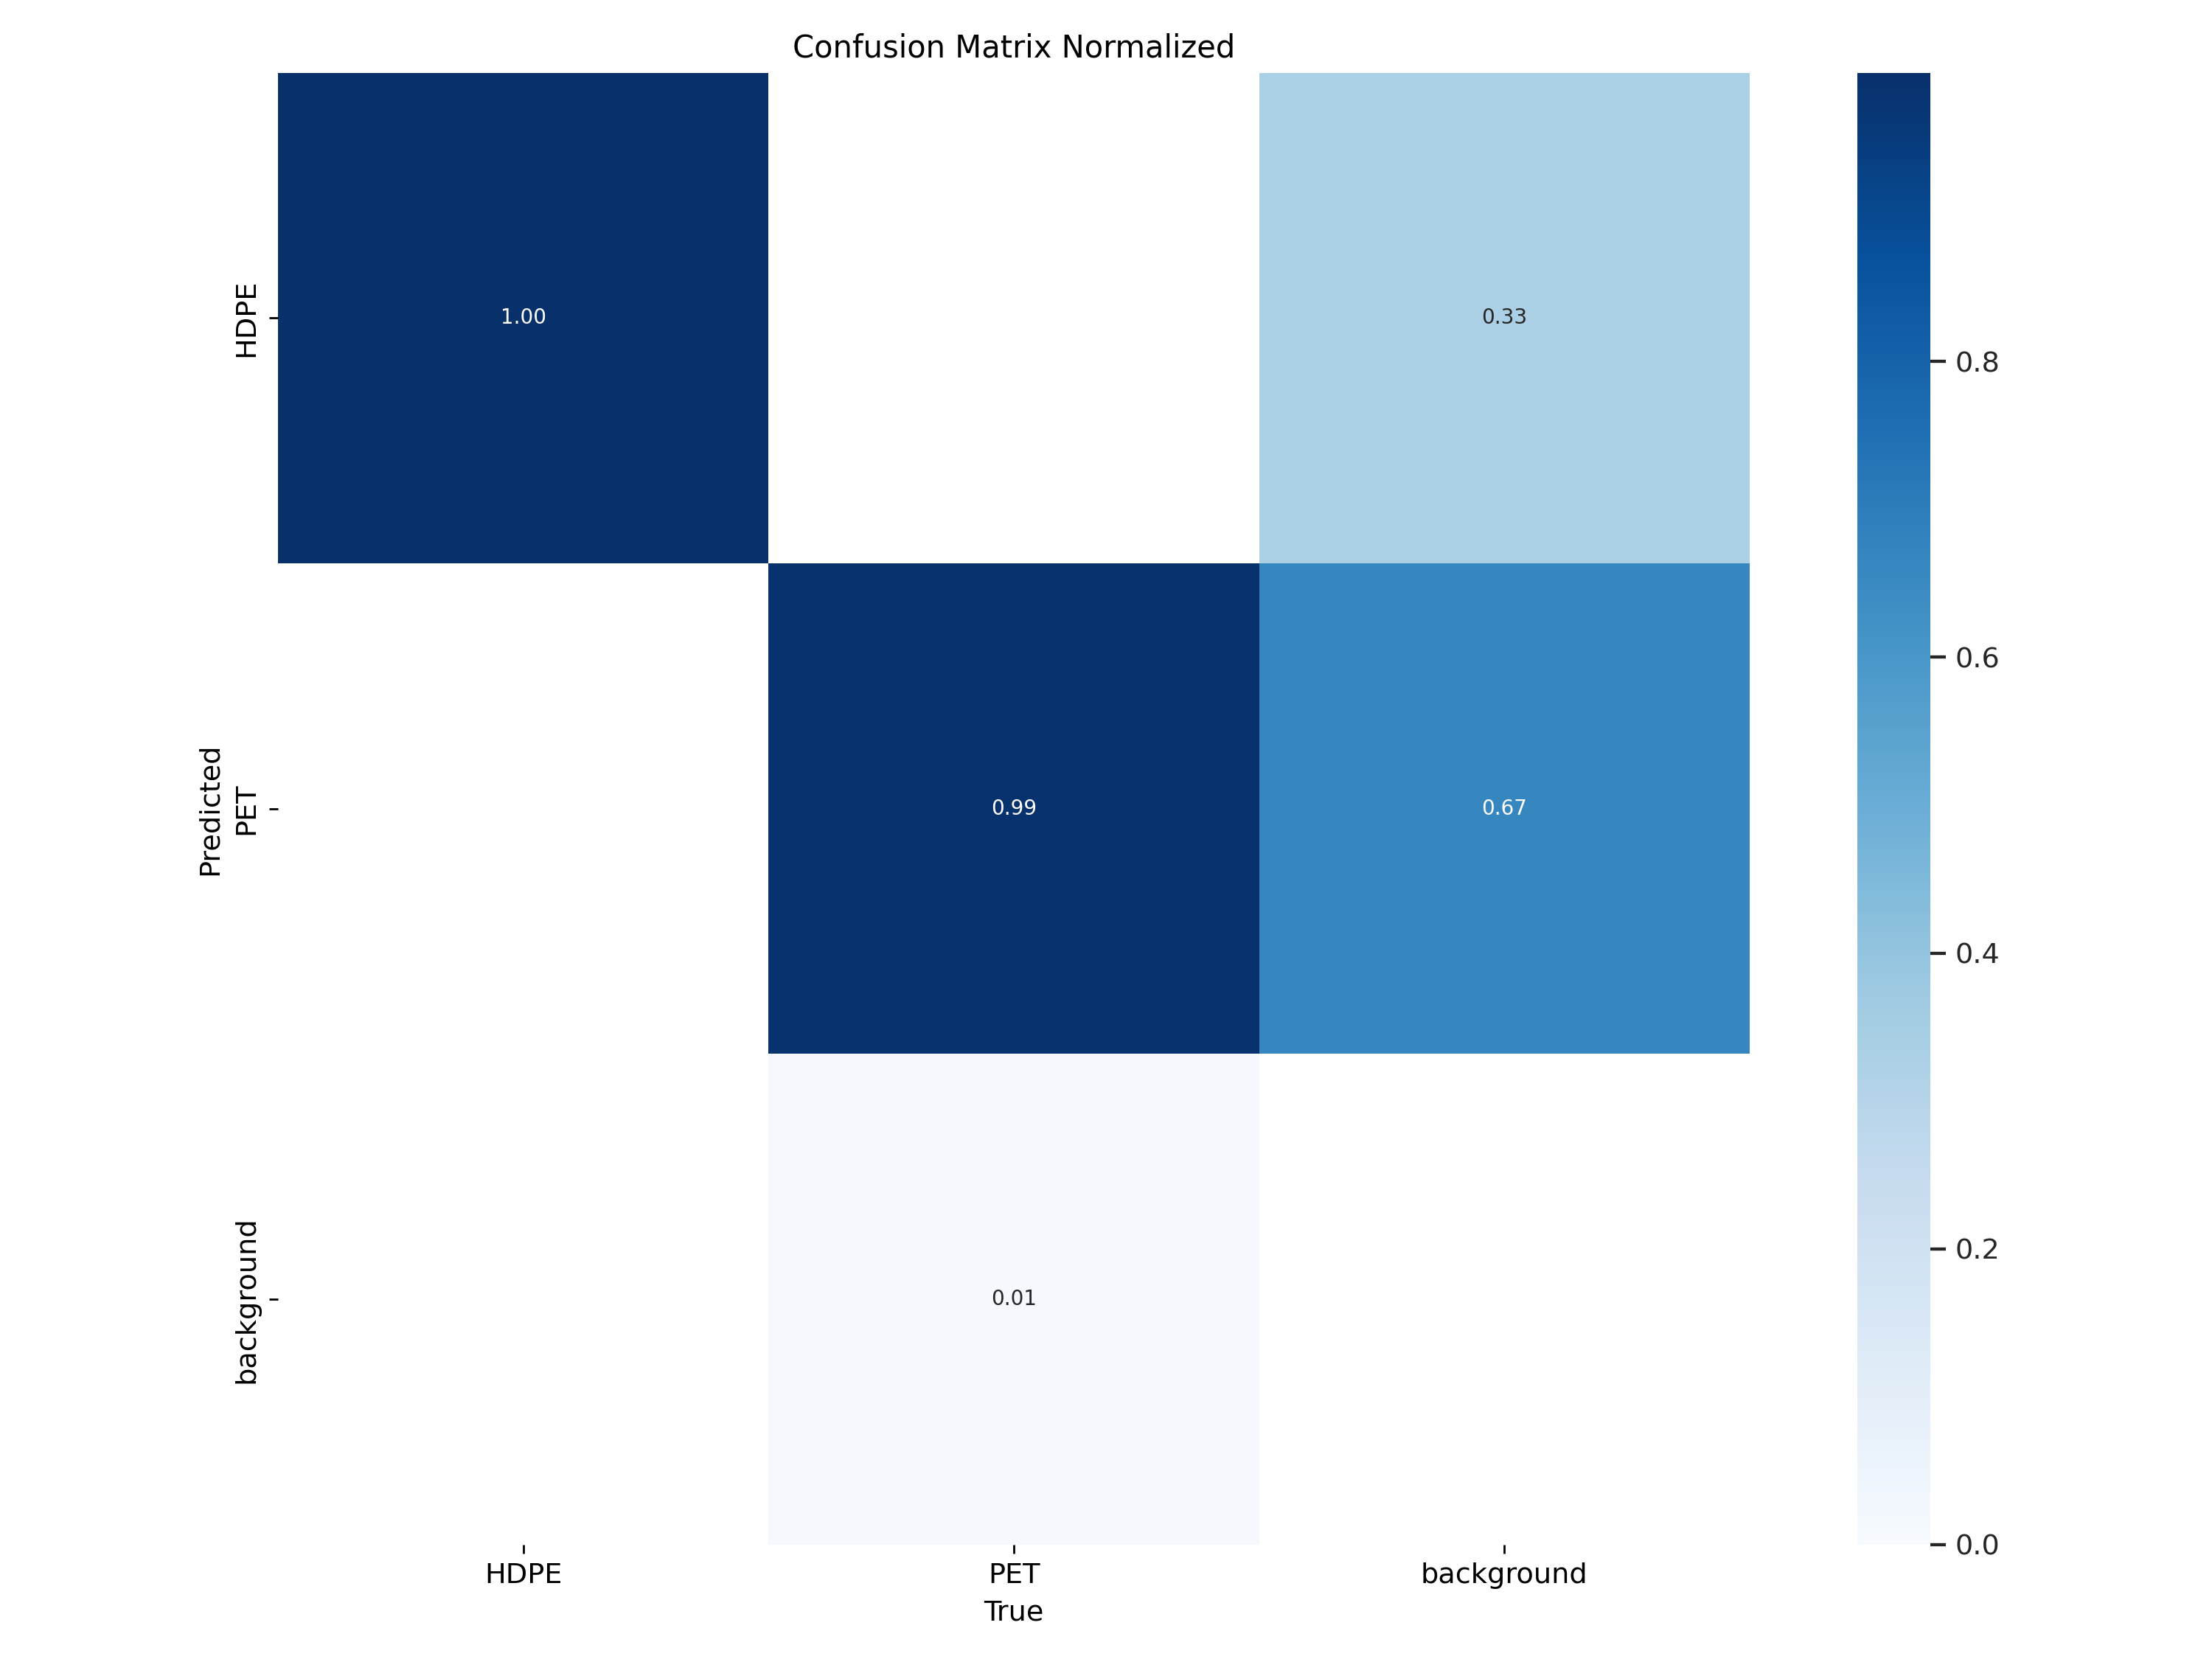 Confusion Matrix Normalized
HDPE
1.00
0.33
Predicted
PET
0.99
0.67
background
0.01
HDPE
PET
background
True
0.8
0.6
0.4
0.2
0.0